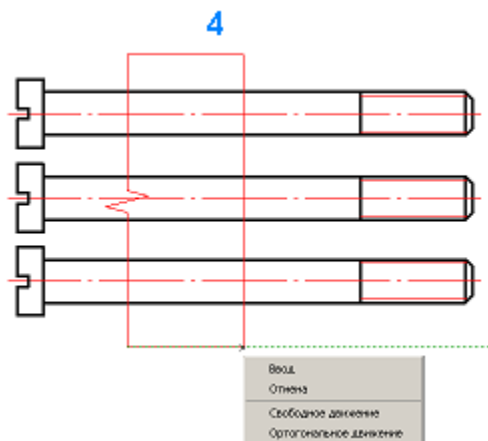 4
Ввод
Отмена
Свободное движение
Ортогональное движение